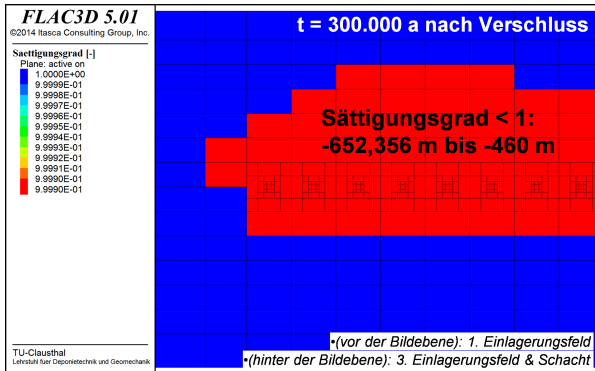 FLAC3D 5.01
©2014 Itasca Consulting Group, Inc.
Saettigungsgrad [-]
Plane: active on
1.0000E+00
9.9999E-01
9.9998E-01
9.9997E-01
9.9996E-01
9.9995E-01
9.9994E-01
9.9993E-01
9.9992E-01
9.9991E-01
9.9990E-01
9.9990E-01
TU-Clausthal
Lehrstuhl fuer Deponietechnik und Geomechanik
t = 300.000 a nach Verschluss
Sättigungsgrad < 1:
-652,356 m bis -460 m
•(vor der Bildebene): 1. Einlagerungsfeld
•(hinter der Bildebene): 3. Einlagerungsfeld & Schacht